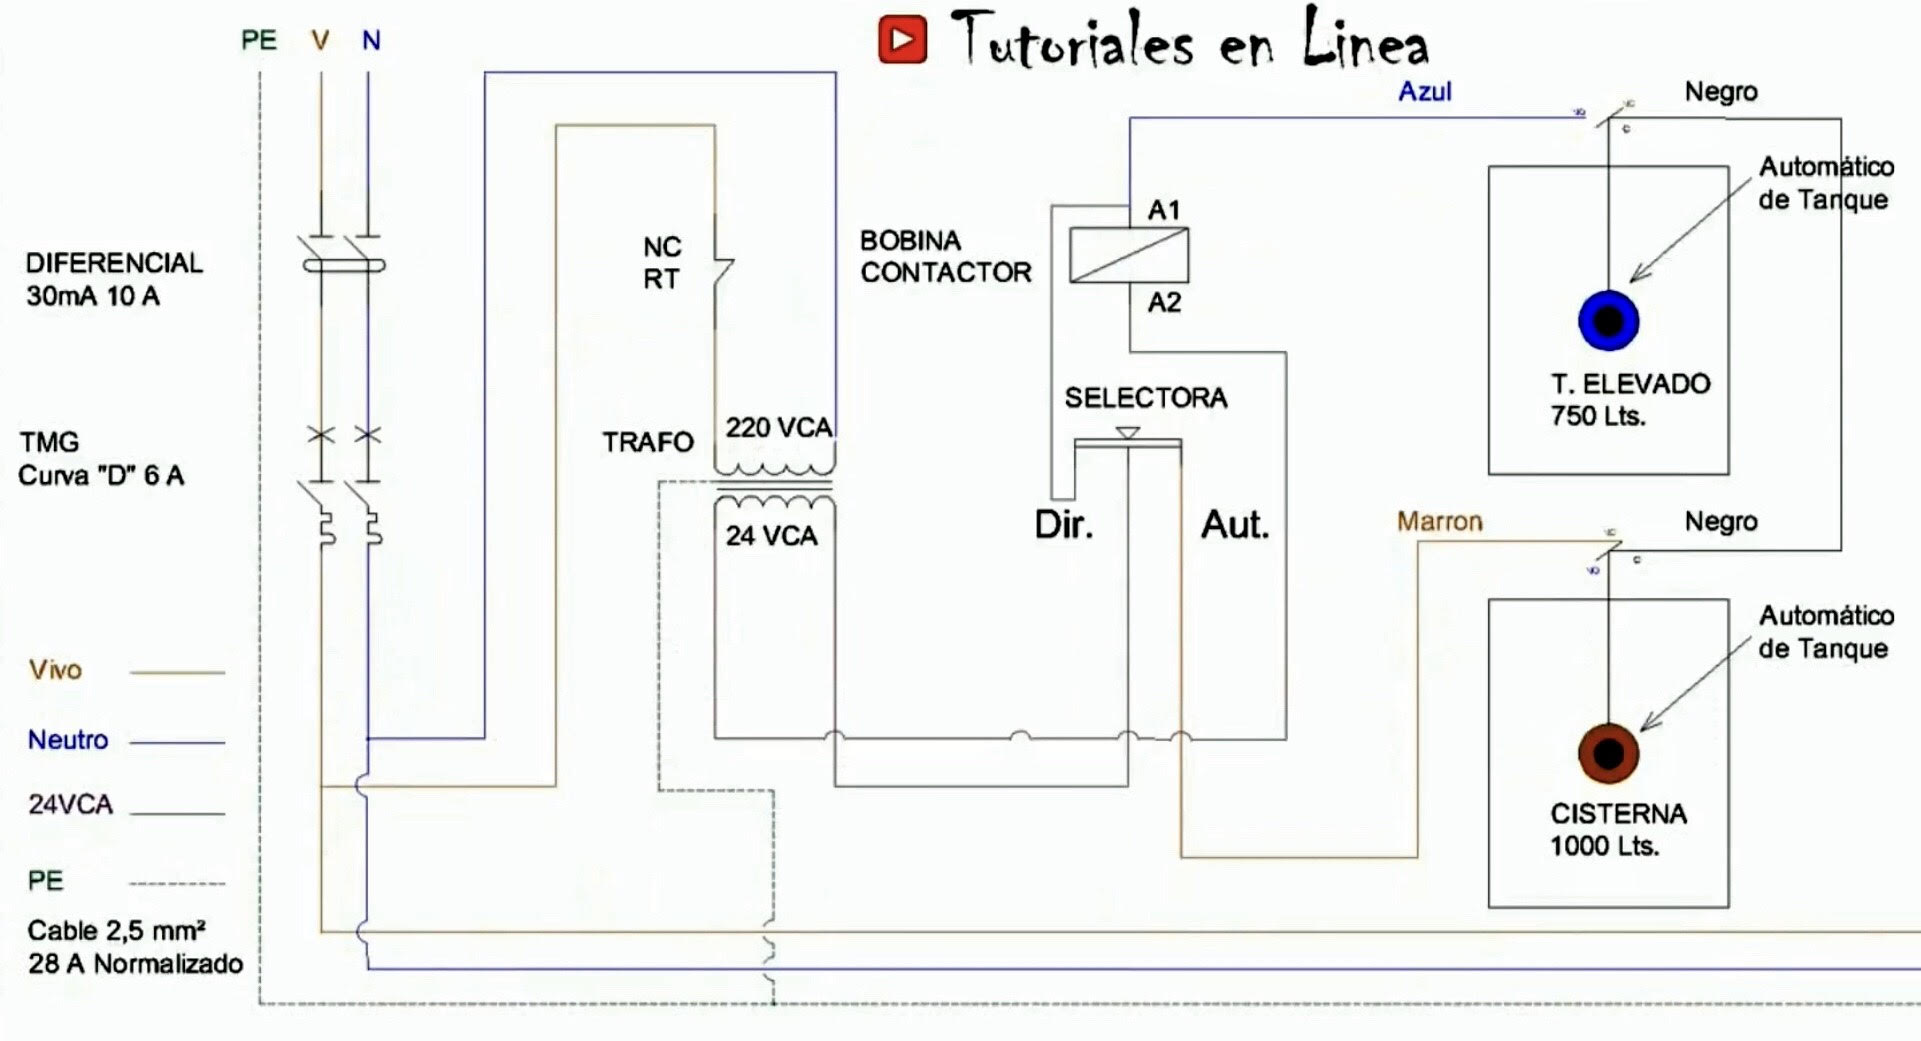 PE V N
Tutoriales en Linea
Azul
Negro
Automático
de Tanque
A1
BOBINA
CONTACTOR
NC
RT
DIFERENCIAL
30mA 10 A
A2
T. ELEVADO
750 Lts.
SELECTORA
TRAFO
220 VCA
TMG
Curva "D" 6 A
24 VCA
Dir.
Aut.
Marron
Negro
Automático
de Tanque
Vivo
Neutro
24VCA
CISTERNA
1000 Lts.
PE
Cable 2,5 mm²
28 A Normalizado